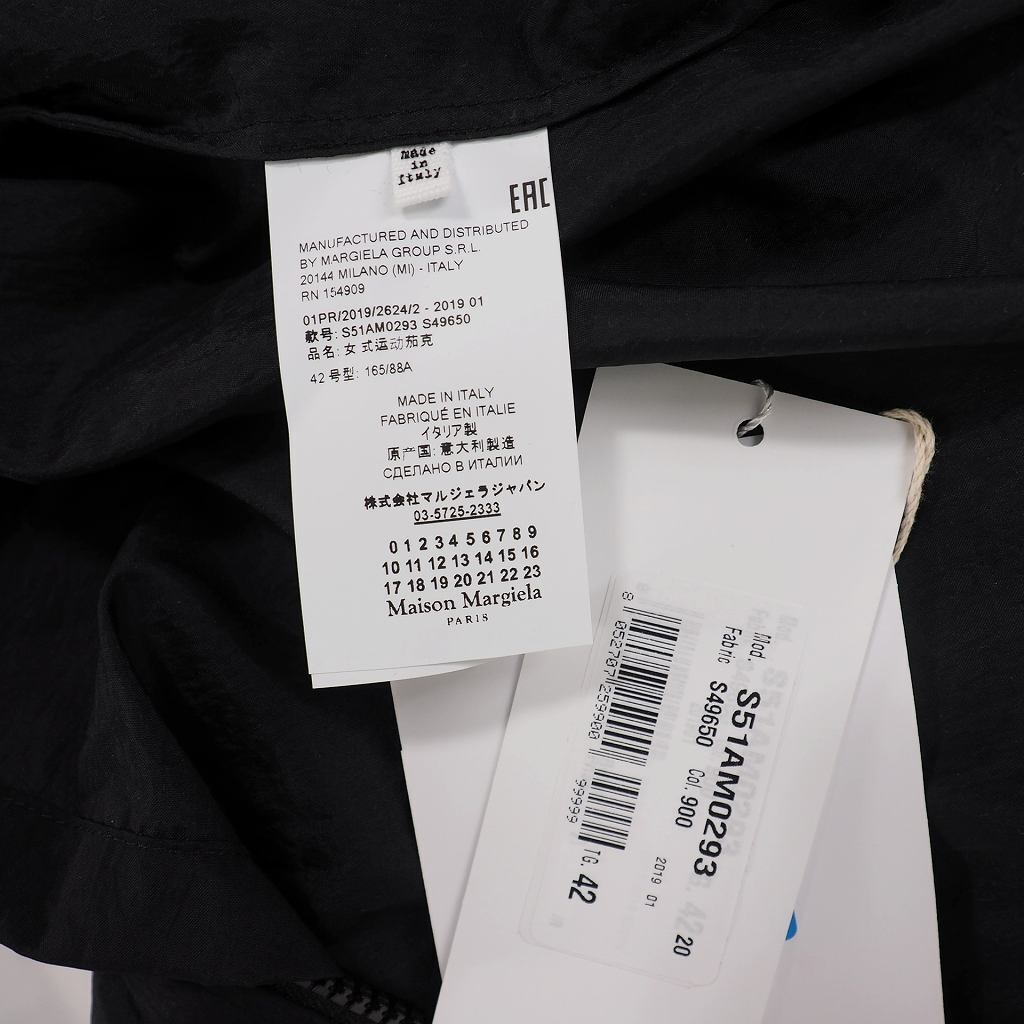 made
in
Italy
EAC
MANUFACTURED AND DISTRIBUTED
BY MARGIELA GROUP S.R.L.
20144 MILANO (MI) - ITALY
RN 154909
01PR/2019/2624/2 - 2019 01
款号: S51AM0293 S49650
品名: 女式运动茄克
42 号型: 165/88A
MADE IN ITALY
FABRIQUÉ EN ITALIE
イタリア製
原产国: 意大利製造
СДЕЛАНО В ИТАЛИИ
株式会社マルジェラジャパン
03-5725-2333
0 1 2 3 4 5 6 7 8 9
10 11 12 13 14 15 16
17 18 19 20 21 22 23
Maison Margiela
PARIS
Mod. S51AM0293 20
Fabric S49650 Col. 900
2019 01
8 052707 259900 99999
TG. 42